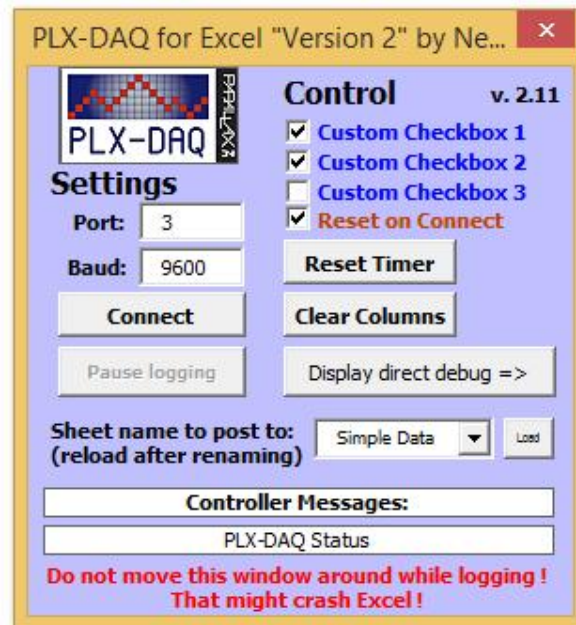 PLX-DAQ for Excel "Version 2" by Ne...
PLX-DAQ
PARALLAX
Control v. 2.11
Custom Checkbox 1
Custom Checkbox 2
Custom Checkbox 3
Reset on Connect
Settings
Port: 3
Baud: 9600
Reset Timer
Connect
Clear Columns
Pause logging
Display direct debug =>
Sheet name to post to:
(reload after renaming)
Simple Data
Load
Controller Messages:
PLX-DAQ Status
Do not move this window around while logging !
That might crash Excel !